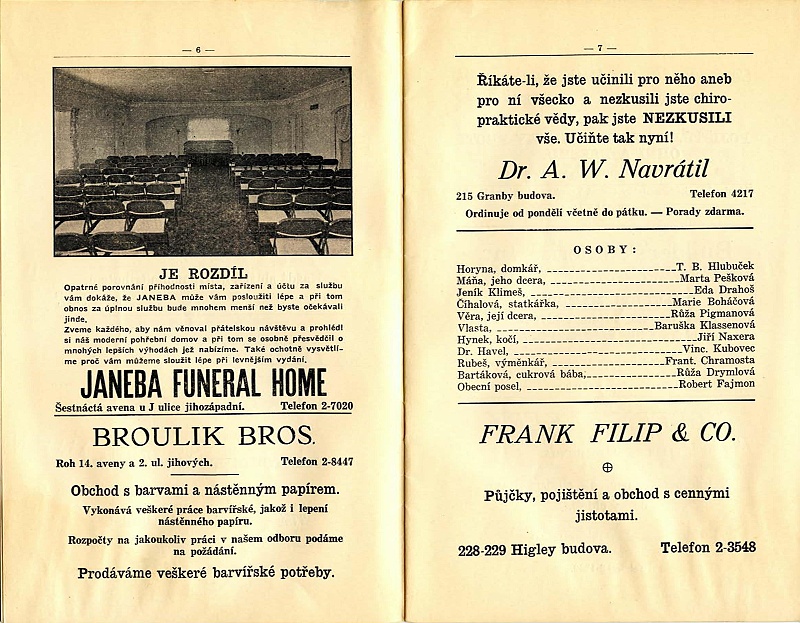 — 6 —
JE ROZDÍL
Opatrné porovnání příhodnosti místa, zařízení a účtu za službu
vám dokáže, že JANEBA může vám posloužiti lépe a při tom
obnos za úplnou službu bude mnohem menší než byste očekávali
jinde.
Zveme každého, aby nám věnoval přátelskou návštěvu a prohlédl
si náš moderní pohřební domov a při tom se osobně přesvědčil o
mnohých lepších výhodách jež nabízíme. Také ochotně vysvětlí-
me proč vám můžeme sloužit lépe při levnějším vydání.
JANEBA FUNERAL HOME
Šestnáctá avena u J ulice jihozápadní. Telefon 2-7020
BROULIK BROS.
Roh 14. aveny a 2. ul. jihových. Telefon 2-8447
Obchod s barvami a nástěnným papírem.
Vykonává veškeré práce barvířské, jakož i lepení
nástěnného papíru.
Rozpočty na jakoukoliv práci v našem odboru podáme
na požádání.
Prodáváme veškeré barvířské potřeby.
— 7 —
Říkáte-li, že jste učinili pro něho aneb
pro ní všecko a nezkusili jste chiro-
praktické vědy, pak jste NEZKUSILI
vše. Učiňte tak nyní!
Dr. A. W. Navrátil
215 Granby budova. Telefon 4217
Ordinuje od pondělí včetně do pátku. — Porady zdarma.
OSOBY:
Horyna, domkář, T. B. Hlubuček
Máňa, jeho dcera, Marta Pešková
Jeník Klimeš, Eda Drahoš
Číhalová, statkářka, Marie Boháčová
Věra, její dcera, Růža Pigmanová
Vlasta, Baruška Klassenová
Hynek, kočí, Jiří Naxera
Dr. Havel, Vinc. Kubovec
Rubeš, výměnkář, Frant. Chramosta
Bartáková, cukrová bába, Růža Drymlová
Obecní posel, Robert Fajmon
FRANK FILIP & CO.
Půjčky, pojištění a obchod s cennými
jistotami.
228-229 Higley budova. Telefon 2-3548